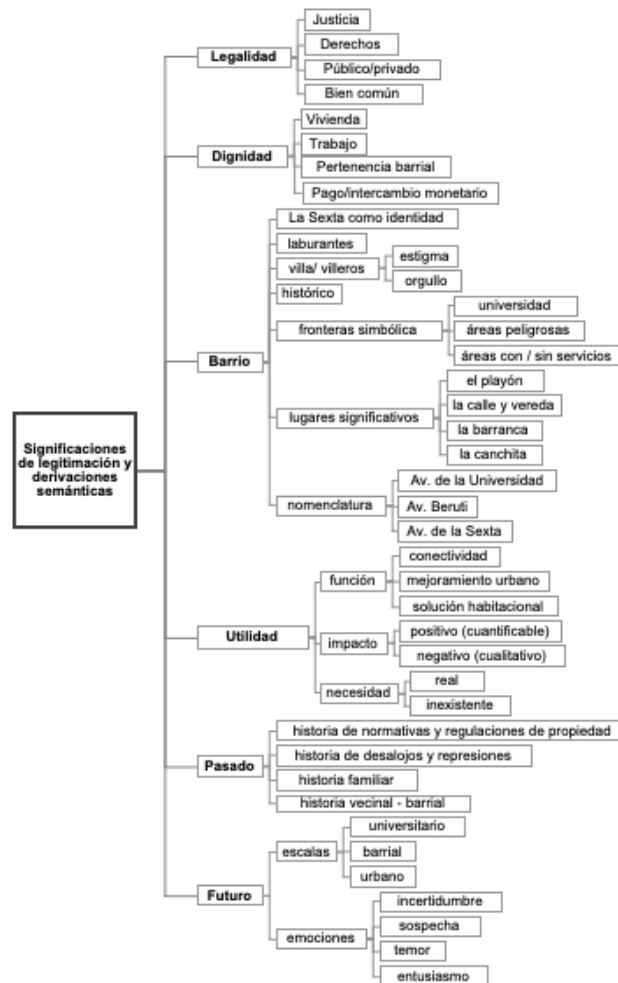 Justicia
Legalidad
Derechos
Público/privado
Bien común
Vivienda
Dignidad
Trabajo
Pertenencia barrial
Pago/intercambio monetario
La Sexta como identidad
laburantes
villa/ villeros
estigma
orgullo
histórico
fronteras simbólica
universidad
áreas peligrosas
áreas con / sin servicios
Barrio
lugares significativos
el playón
la calle y vereda
la barranca
la canchita
Significaciones
de legitimación y
derivaciones
semánticas
nomenclatura
Av. de la Universidad
Av. Beruti
Av. de la Sexta
Utilidad
función
conectividad
mejoramiento urbano
solución habitacional
impacto
positivo (cuantificable)
negativo (cualitativo)
necesidad
real
inexistente
Pasado
historia de normativas y regulaciones de propiedad
historia de desalojos y represiones
historia familiar
historia vecinal - barrial
Futuro
escalas
universitario
barrial
urbano
emociones
incertidumbre
sospecha
temor
entusiasmo